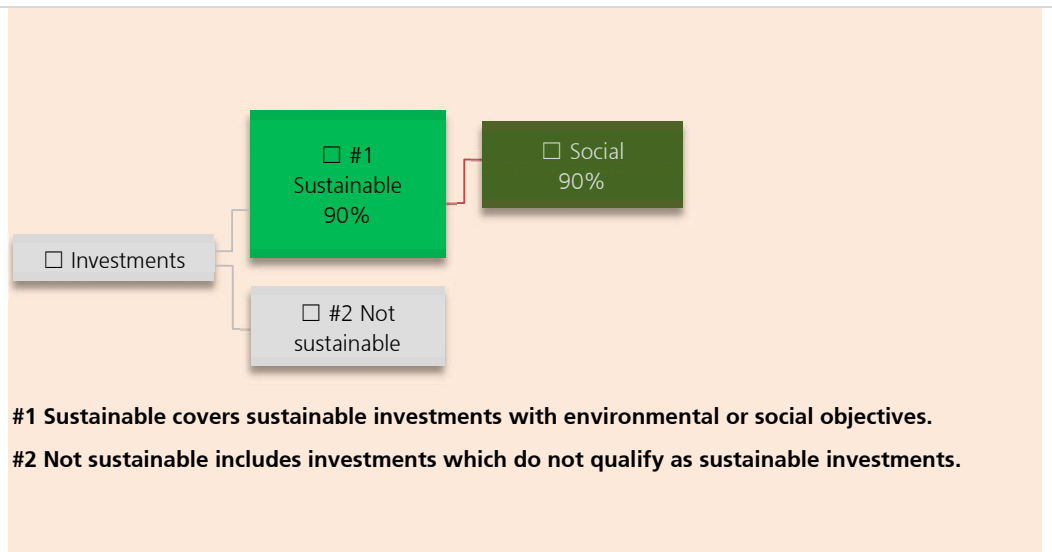 ☐ #1
Sustainable
90%
☐ Social
90%
☐ Investments
☐ #2 Not
sustainable
#1 Sustainable covers sustainable investments with environmental or social objectives.
#2 Not sustainable includes investments which do not qualify as sustainable investments.